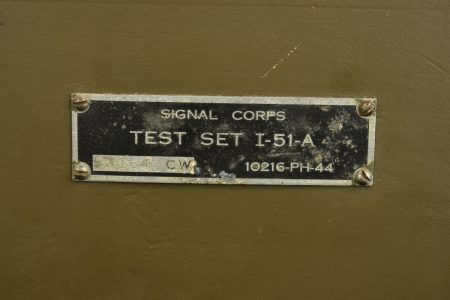 SIGNAL CORPS
TEST SET I-51-A
CW 10216-PH-44